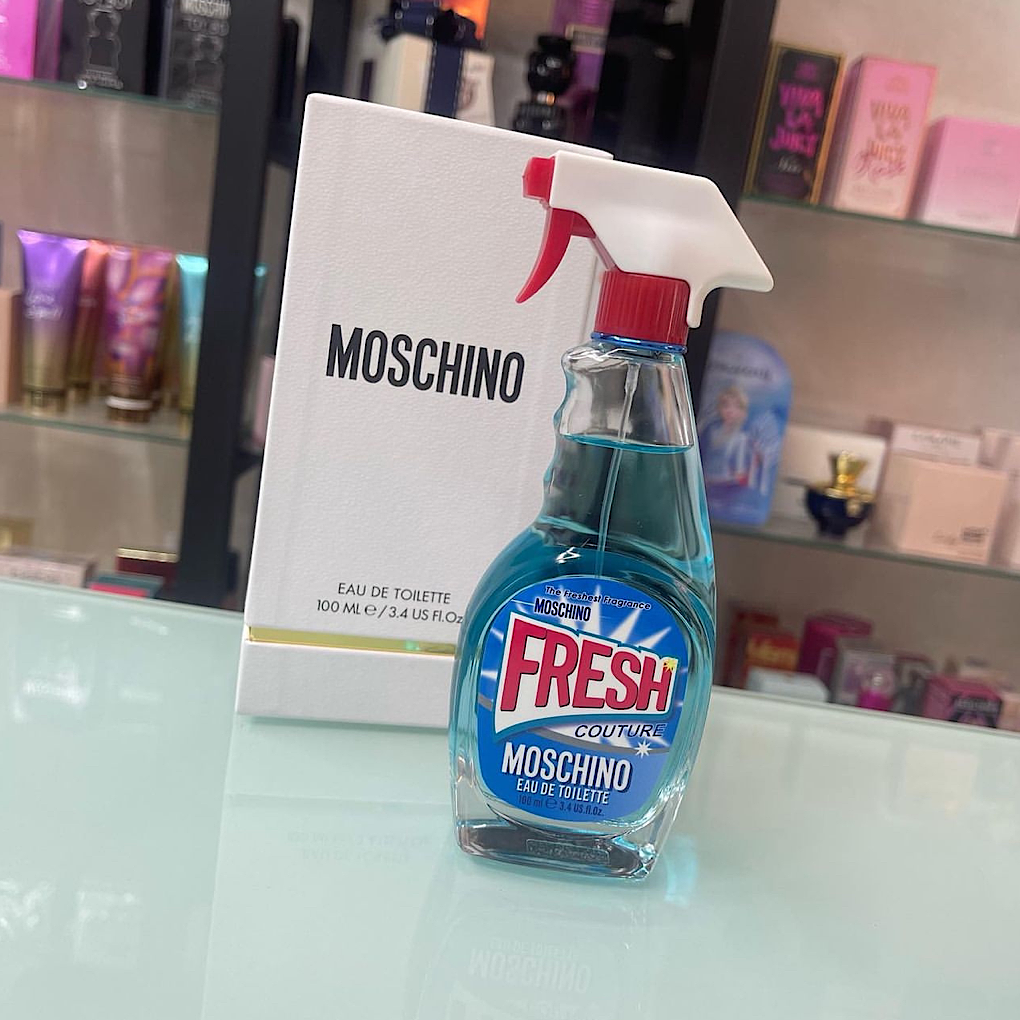 MOSCHINO
EAU DE TOILETTE
100 ML e / 3.4 US Fl.Oz
The Freshest Fragrance
MOSCHINO
FRESH
COUTURE
MOSCHINO
EAU DE TOILETTE
100 ml e 3.4 US.fl.Oz.
VIVA
LA
JUICY
VIVA
LA
JUICY
Rosé